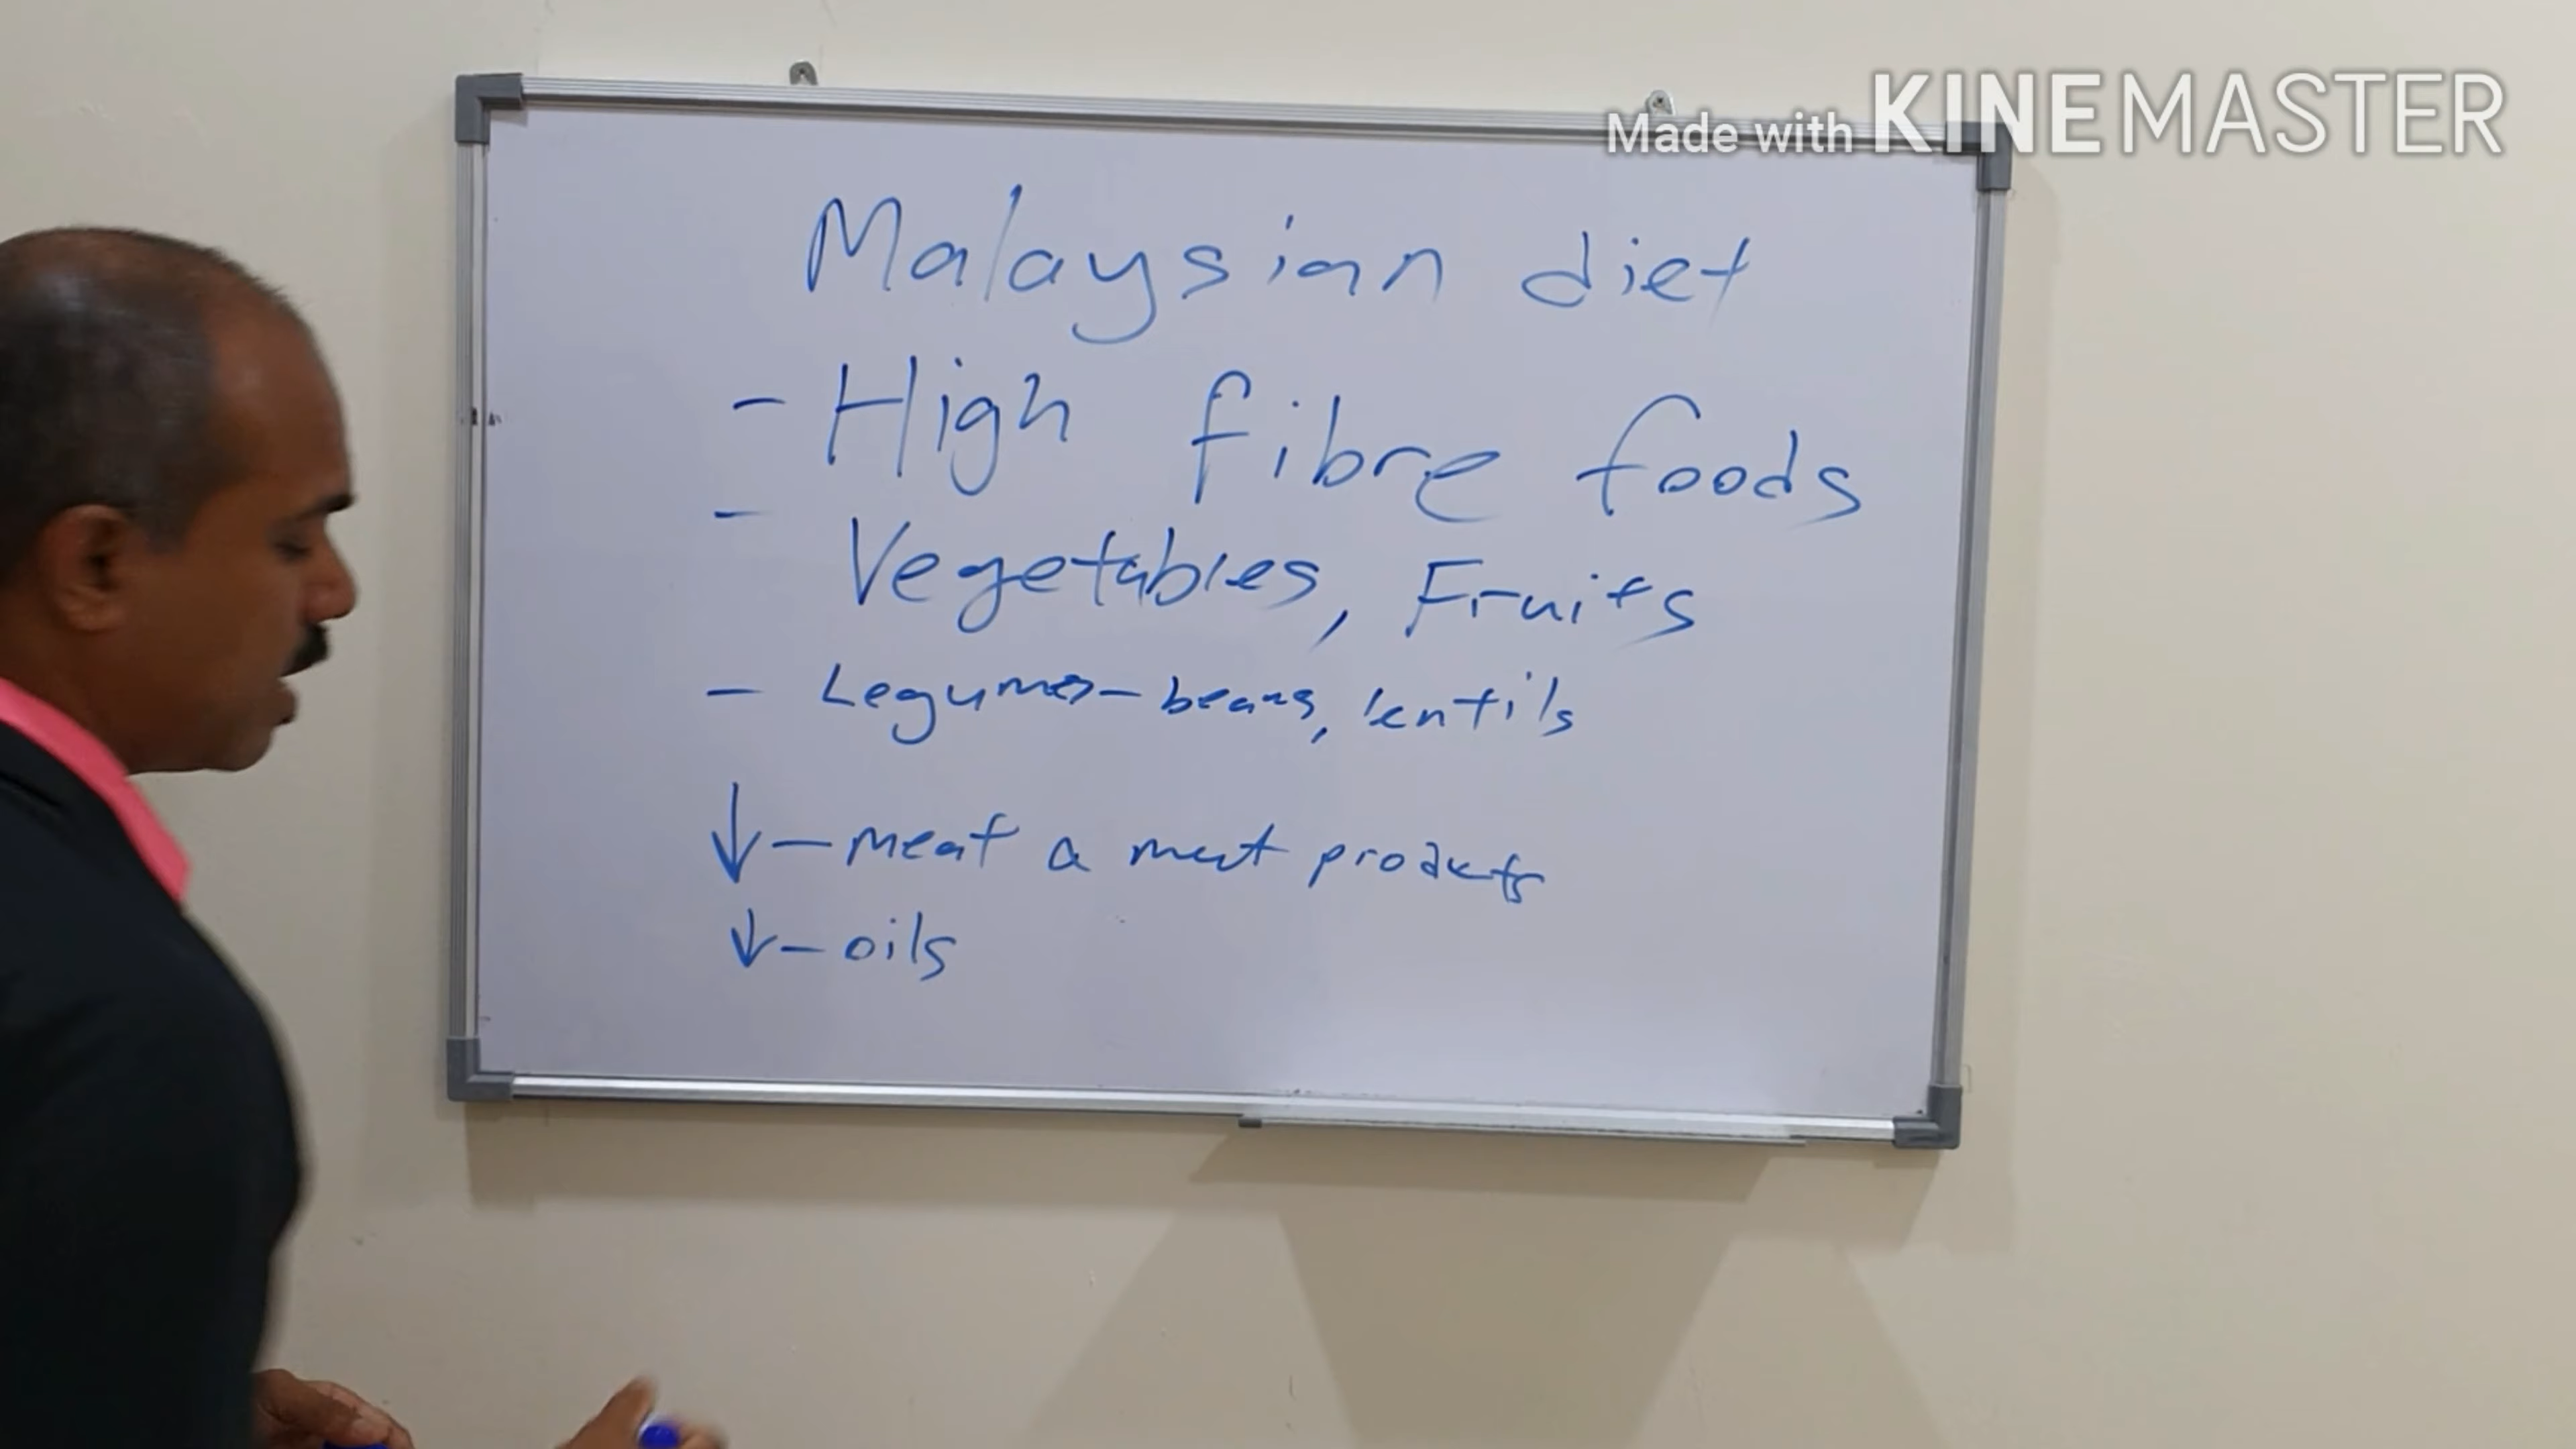 Made with KINEMASTER
Malaysian diet
- High fibre foods
- Vegetables, Fruits
- Legumes - beans, lentils
↓ - meat & meat products
↓ - oils